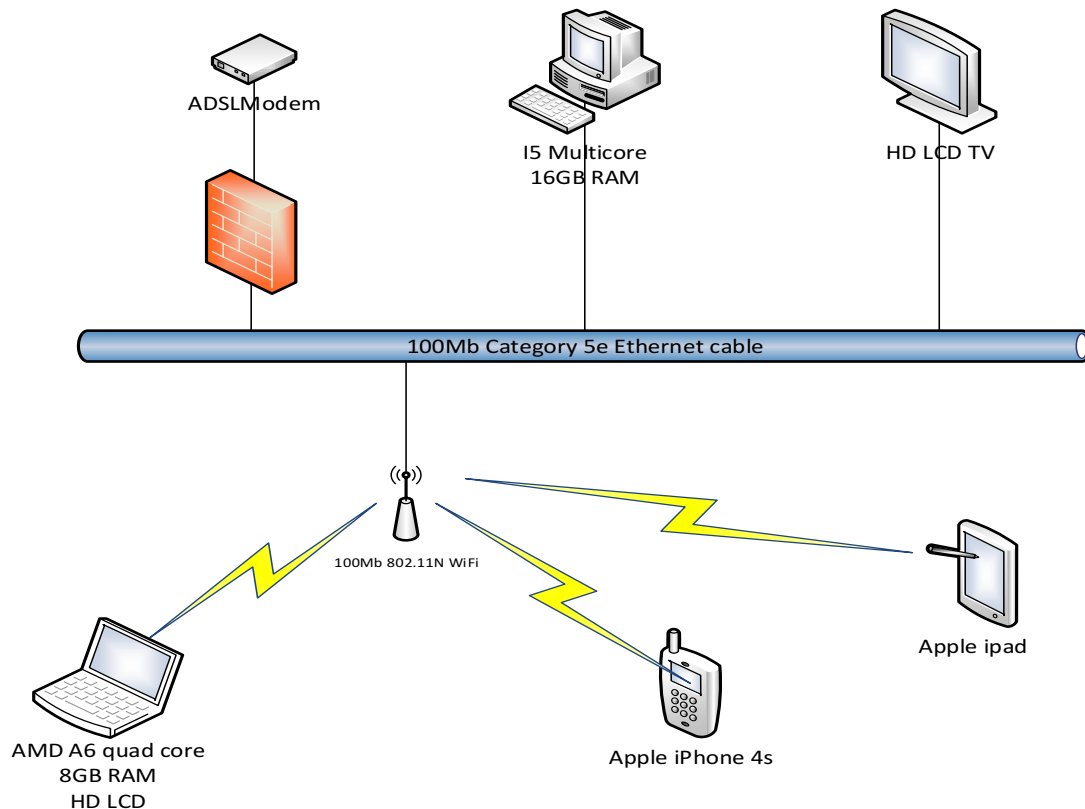 ADSLModem
I5 Multicore
16GB RAM
HD LCD TV
100Mb Category 5e Ethernet cable
100Mb 802.11N WiFi
Apple ipad
AMD A6 quad core
8GB RAM
HD LCD
Apple iPhone 4s